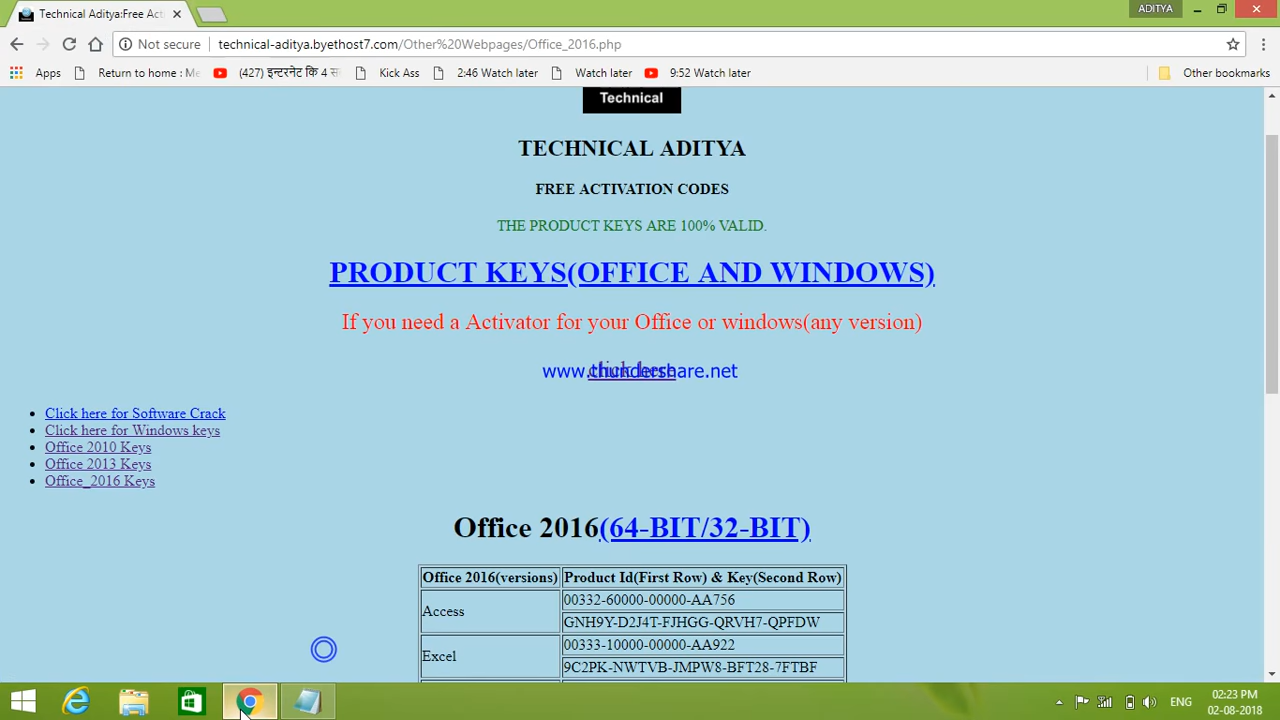 Technical Aditya:Free Act
ADITYA
Not secure
technical-aditya.byethost7.com/Other%20Webpages/Office_2016.php
Apps
Return to home : Me
(427) इन्टरनेट कि 4 स
Kick Ass
2:46 Watch later
Watch later
9:52 Watch later
Other bookmarks
Technical
TECHNICAL ADITYA
FREE ACTIVATION CODES
THE PRODUCT KEYS ARE 100% VALID.
PRODUCT KEYS(OFFICE AND WINDOWS)
If you need a Activator for your Office or windows(any version)
www.thundershare.net
Click here for Software Crack
Click here for Windows keys
Office 2010 Keys
Office 2013 Keys
Office_2016 Keys
Office 2016(64-BIT/32-BIT)
Office 2016(versions) Product Id(First Row) & Key(Second Row)
Access
00332-60000-00000-AA756
GNH9Y-D2J4T-FJHGG-QRVH7-QPFDW
Excel
00333-10000-00000-AA922
9C2PK-NWTVB-JMPW8-BFT28-7FTBF
ENG
02:23 PM
02-08-2018